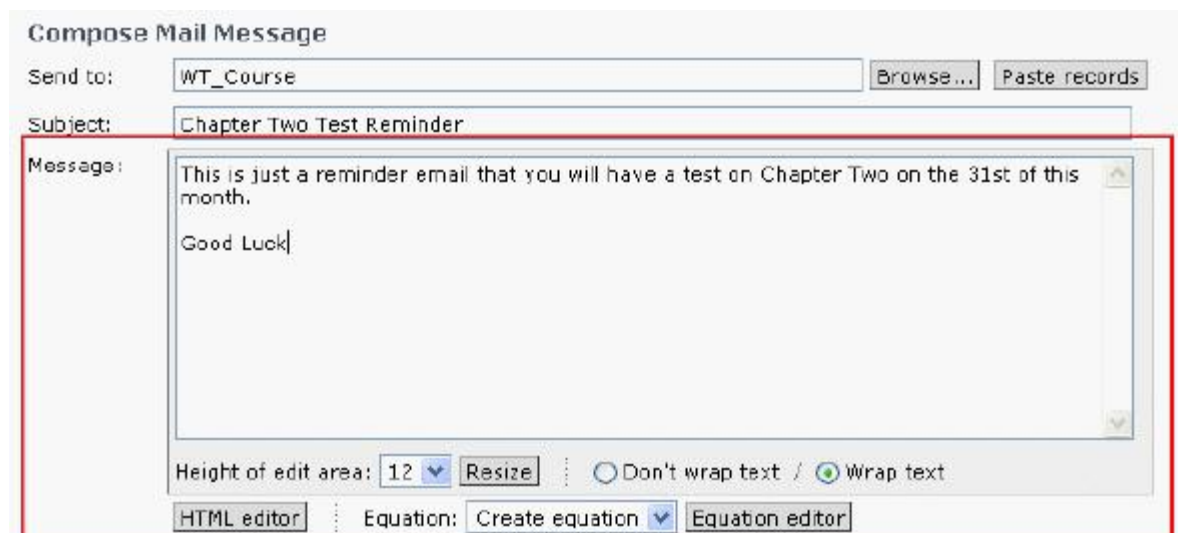 Compose Mail Message
Send to: WT_Course Browse... Paste records
Subject: Chapter Two Test Reminder
Message:
This is just a reminder email that you will have a test on Chapter Two on the 31st of this
month.
Good Luck
Height of edit area: 12 Resize Don't wrap text / Wrap text
HTML editor Equation: Create equation Equation editor